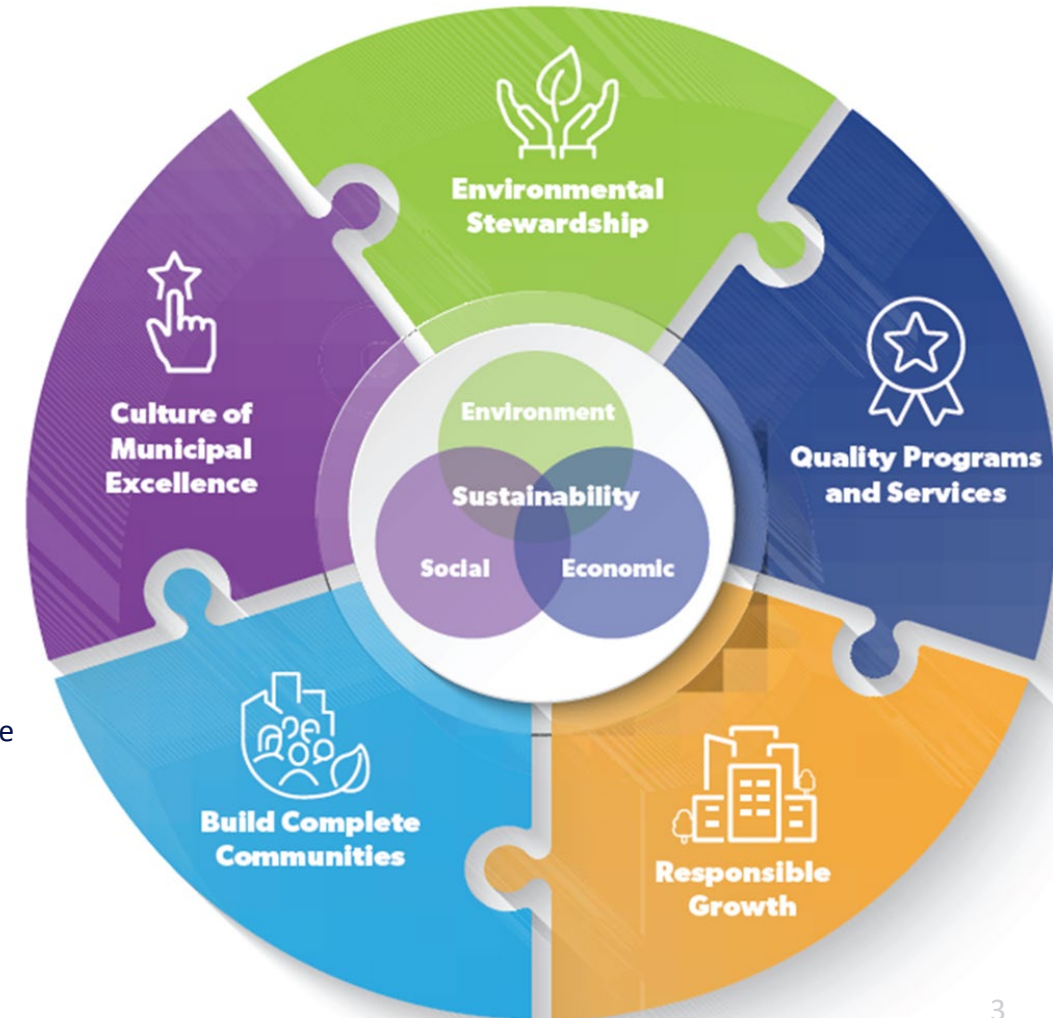 Environmental
Stewardship
Culture of
Municipal
Excellence
Quality Programs
and Services
Environment
Sustainability
Social
Economic
Build Complete
Communities
Responsible
Growth
e
3